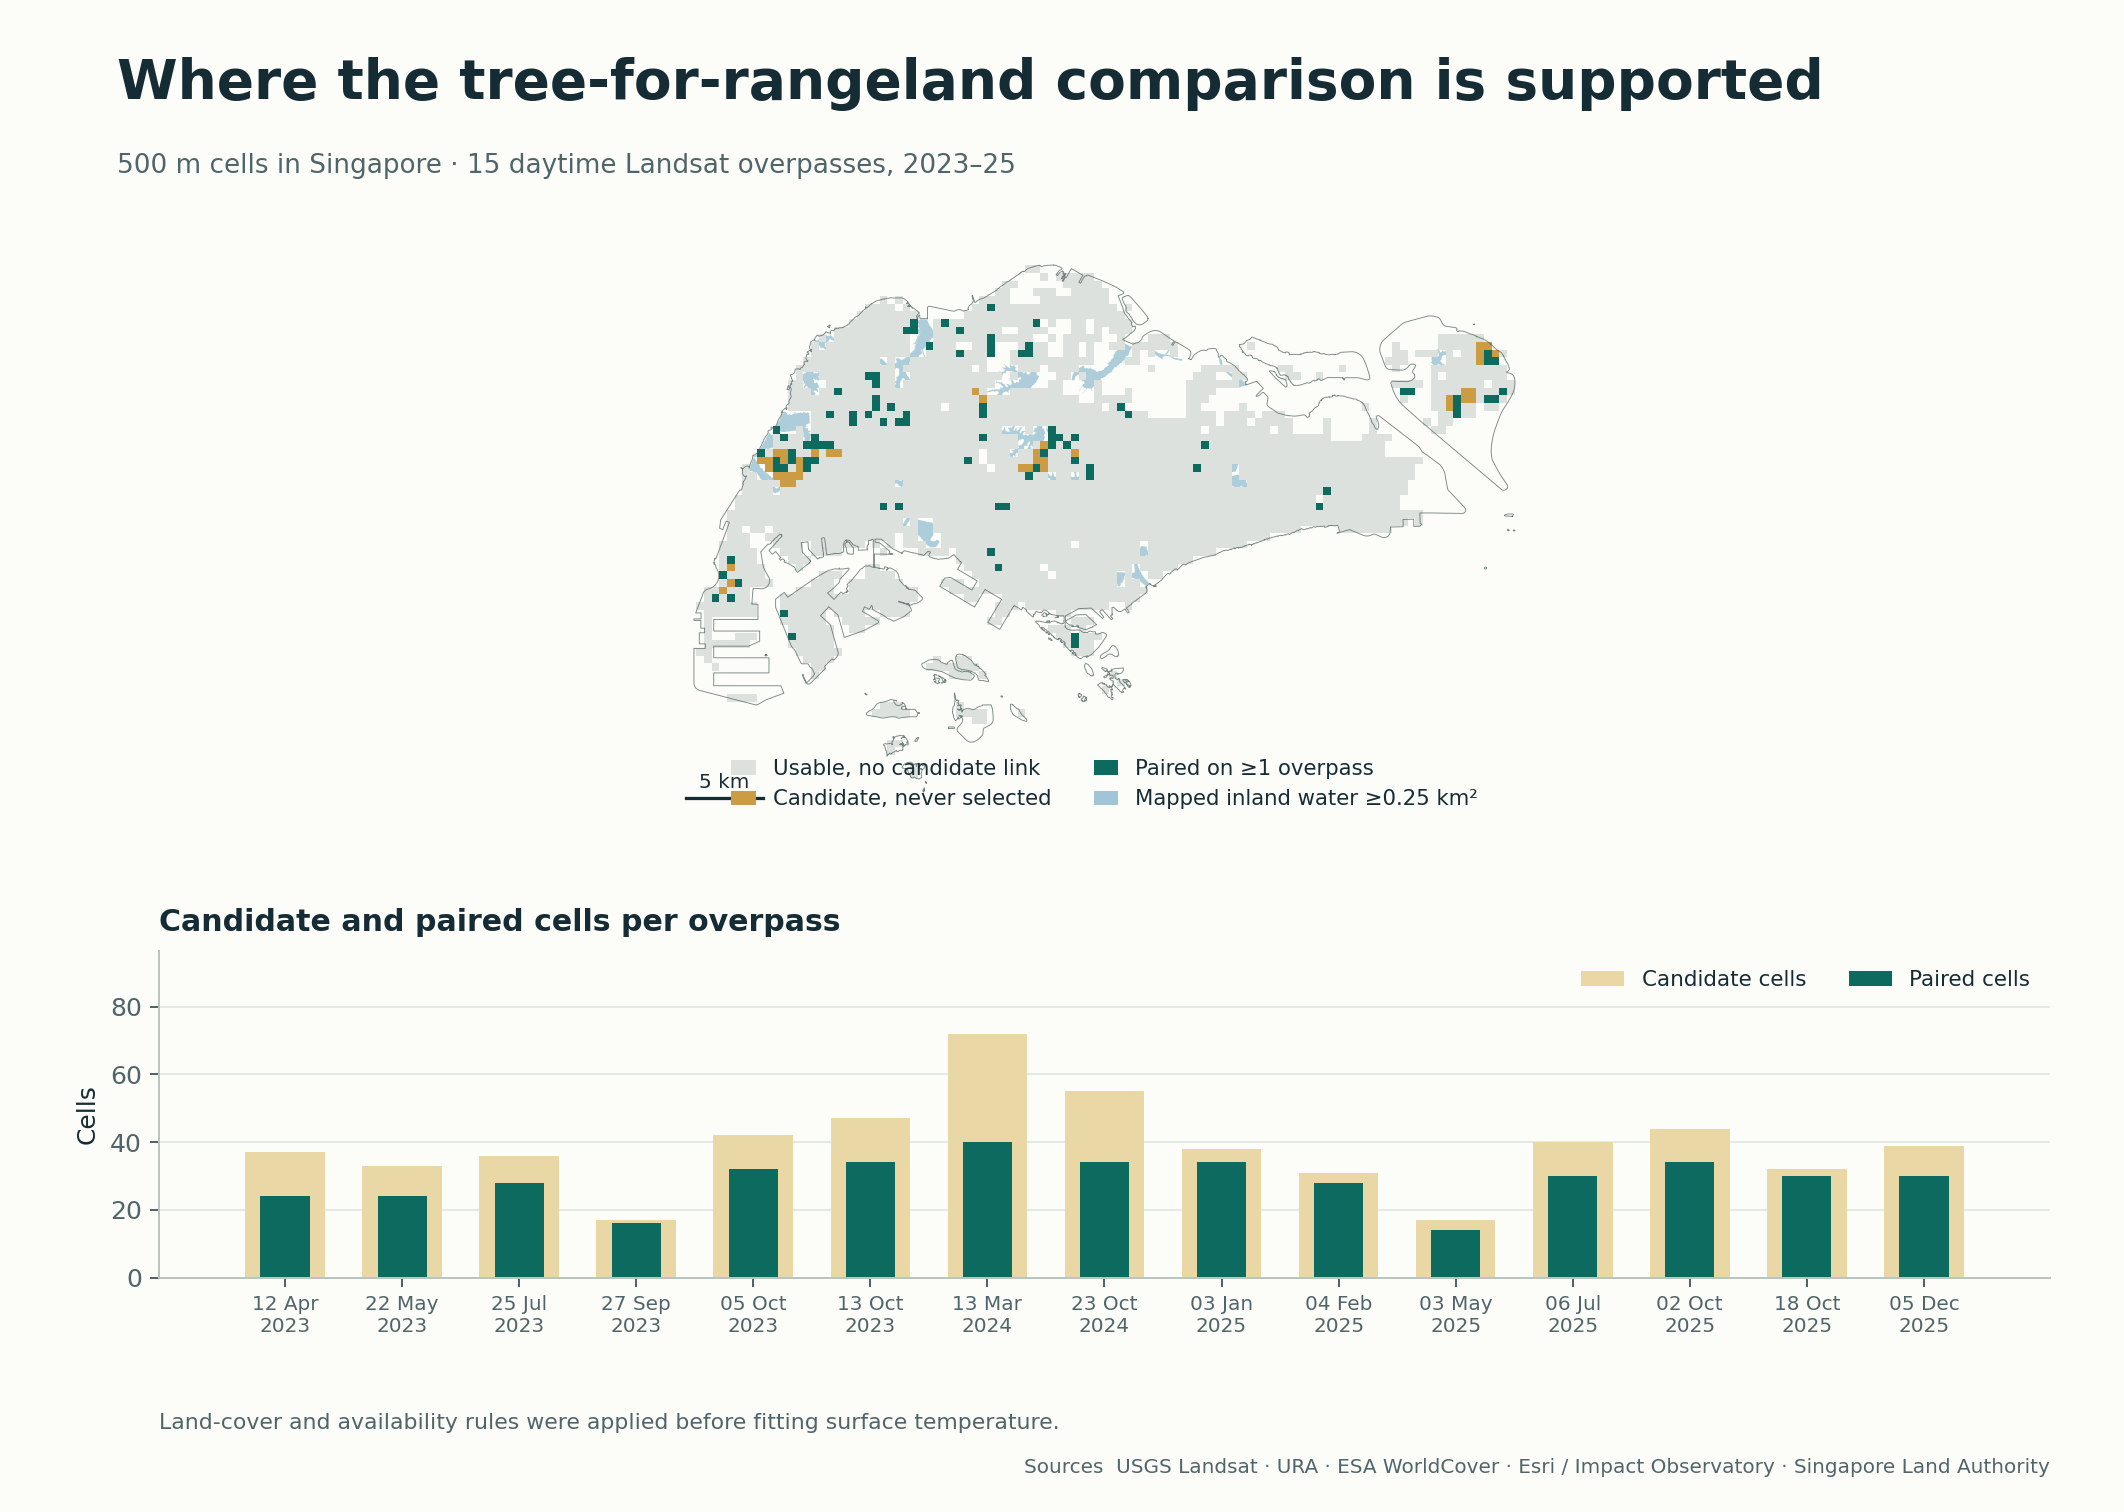 Where the tree-for-rangeland comparison is supported
500 m cells in Singapore · 15 daytime Landsat overpasses, 2023–25
Usable, no candidate link
Paired on ≥1 overpass
5 km
Candidate, never selected
Mapped inland water ≥0.25 km²
Candidate and paired cells per overpass
Candidate cells
Paired cells
Cells
80
60
40
20
0
12 Apr 2023
22 May 2023
25 Jul 2023
27 Sep 2023
05 Oct 2023
13 Oct 2023
13 Mar 2024
23 Oct 2024
03 Jan 2025
04 Feb 2025
03 May 2025
06 Jul 2025
02 Oct 2025
18 Oct 2025
05 Dec 2025
Land-cover and availability rules were applied before fitting surface temperature.
Sources  USGS Landsat · URA · ESA WorldCover · Esri / Impact Observatory · Singapore Land Authority